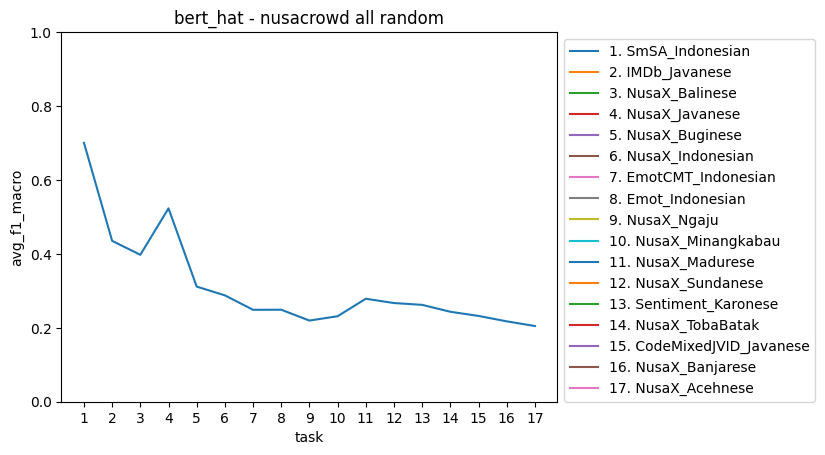 bert_hat - nusacrowd all random
1.0
0.8
0.6
0.4
0.2
0.0
avg_f1_macro
1 2 3 4 5 6 7 8 9 10 11 12 13 14 15 16 17
task
1. SmSA_Indonesian
2. IMDb_Javanese
3. NusaX_Balinese
4. NusaX_Javanese
5. NusaX_Buginese
6. NusaX_Indonesian
7. EmotCMT_Indonesian
8. Emot_Indonesian
9. NusaX_Ngaju
10. NusaX_Minangkabau
11. NusaX_Madurese
12. NusaX_Sundanese
13. Sentiment_Karonese
14. NusaX_TobaBatak
15. CodeMixedJVID_Javanese
16. NusaX_Banjarese
17. NusaX_Acehnese